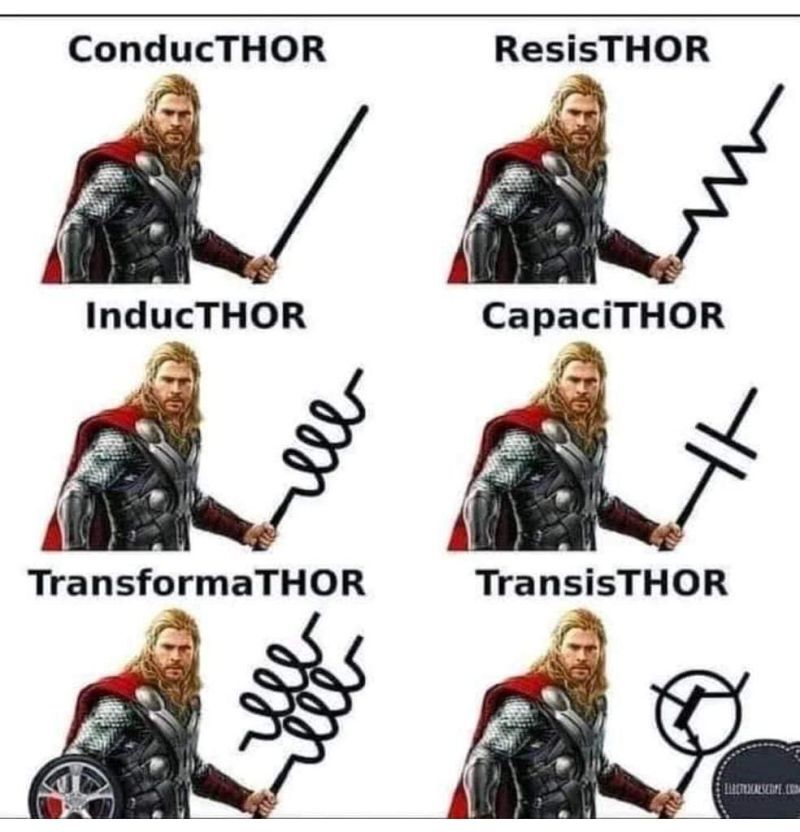 ConducTHOR
ResisTHOR
InducTHOR
CapaciTHOR
TransformaTHOR
TransisTHOR